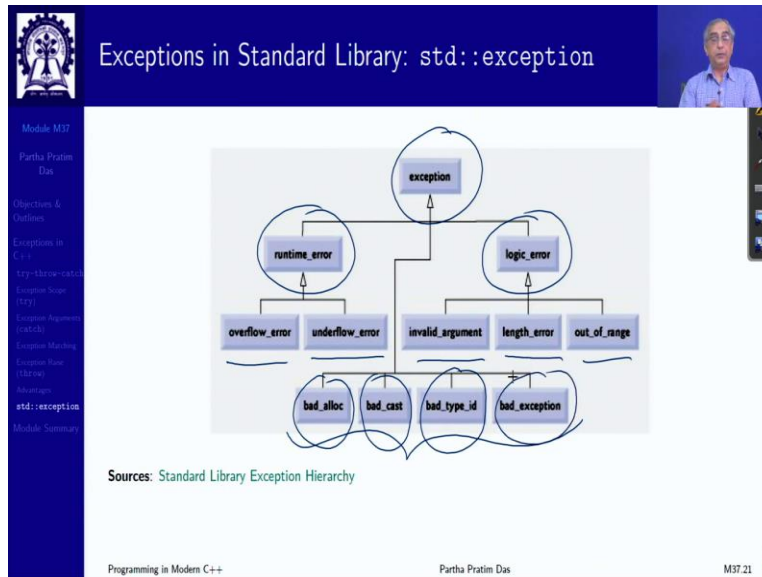 Exceptions in Standard Library: std::exception
Module M37
Partha Pratim
Das
Objectives &
Outlines
Exceptions in
C++
try-throw-catch
Exception Scope
(try)
Exception Arguments
(catch)
Exception Matching
Exception Raise
(throw)
Advantages
std::exception
Module Summary
exception
runtime_error
logic_error
overflow_error
underflow_error
invalid_argument
length_error
out_of_range
bad_alloc
bad_cast
bad_type_id
bad_exception
Sources: Standard Library Exception Hierarchy
Programming in Modern C++
Partha Pratim Das
M37.21